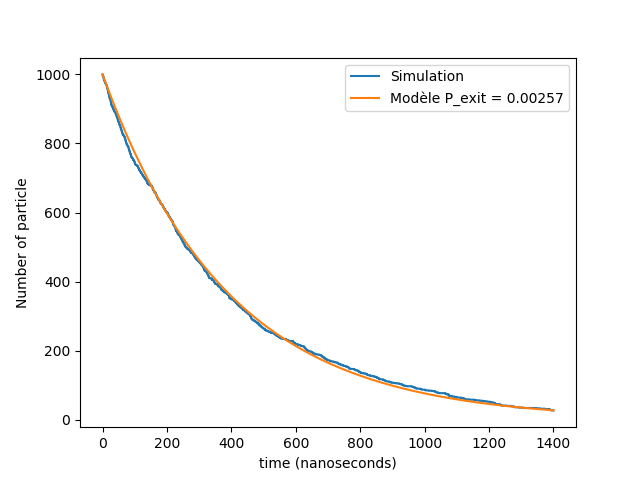 Simulation
Modèle P_exit = 0.00257
1000
800
600
400
200
0
Number of particle
0 200 400 600 800 1000 1200 1400
time (nanoseconds)